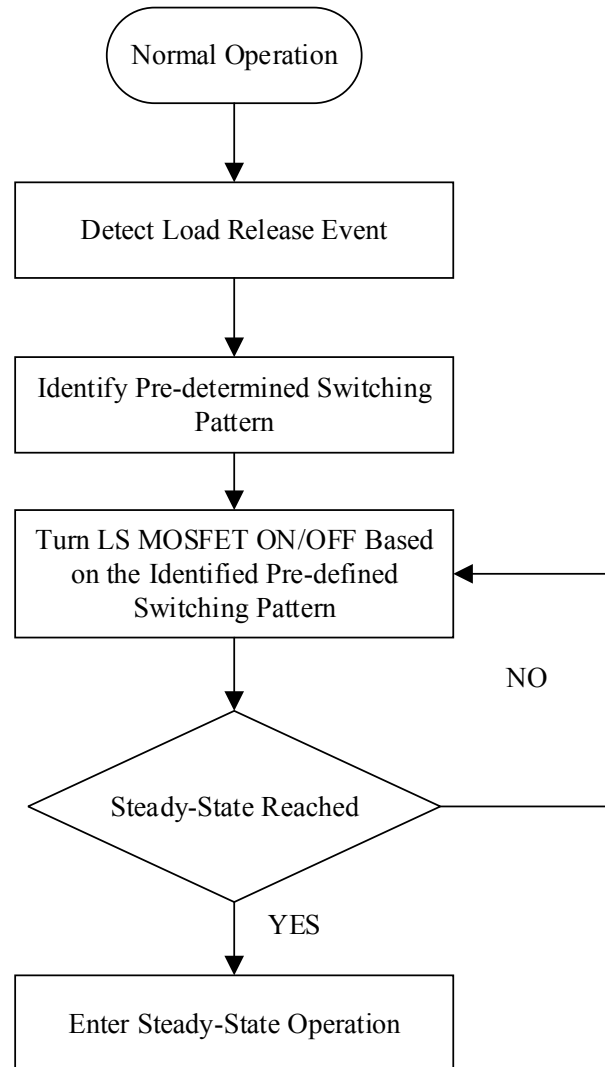 Normal Operation
Detect Load Release Event
Identify Pre-determined Switching
Pattern
Turn LS MOSFET ON/OFF Based
on the Identified Pre-defined
Switching Pattern
NO
Steady-State Reached
YES
Enter Steady-State Operation